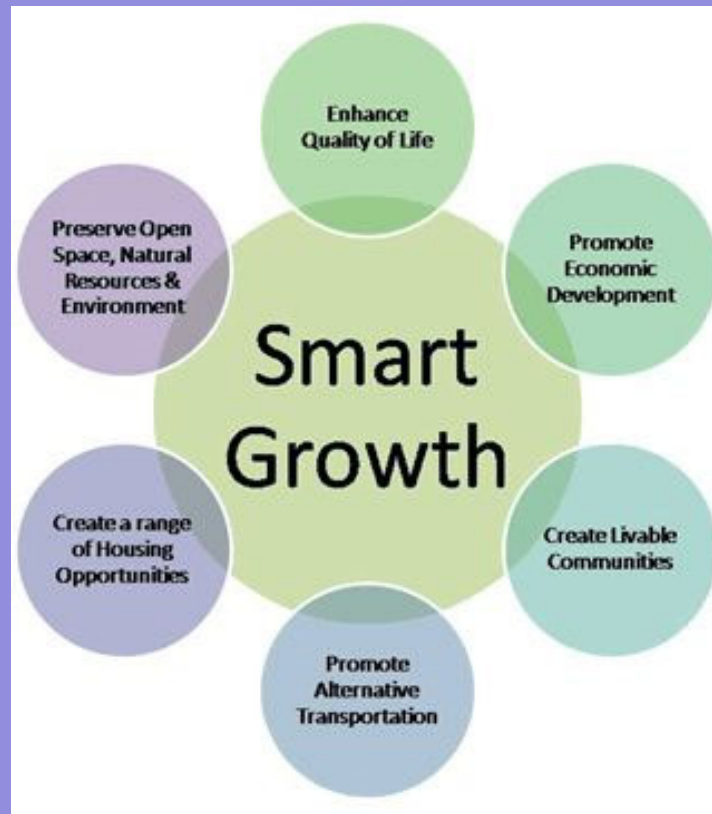 Enhance
Quality of Life
Preserve Open
Space, Natural
Resources &
Environment
Promote
Economic
Development
Smart
Growth
Create a range
of Housing
Opportunities
Create Livable
Communities
Promote
Alternative
Transportation